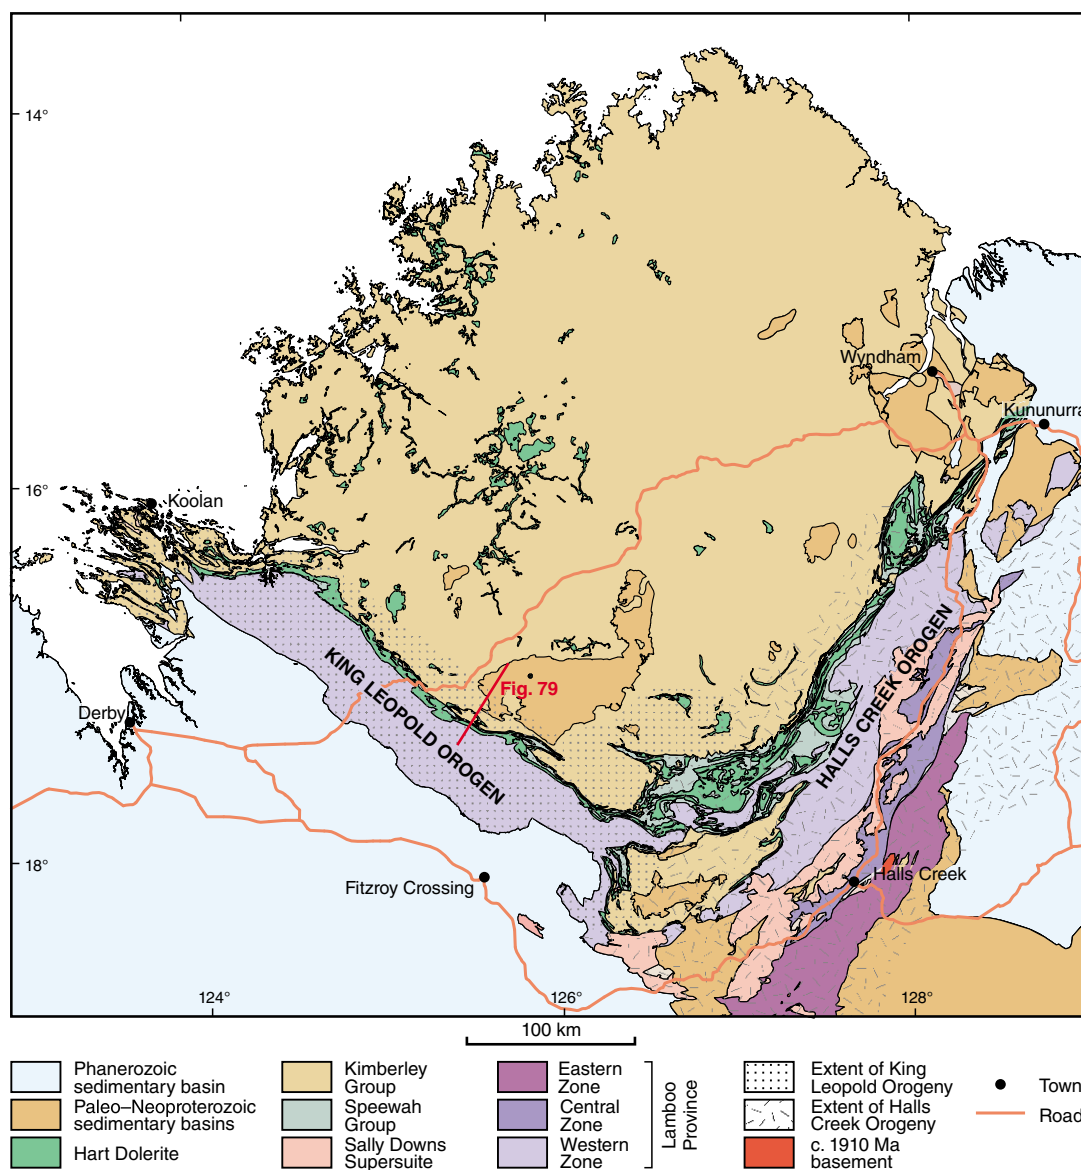 14°
Wyndham
Kununurra
16°
Koolan
KING LEOPOLD OROGEN
Fig. 79
HALLS CREEK OROGEN
Derby
18°
Fitzroy Crossing
Halls Creek
124°
126°
128°
100 km
Phanerozoic
sedimentary basin
Paleo–Neoproterozoic
sedimentary basins
Hart Dolerite
Kimberley
Group
Speewah
Group
Sally Downs
Supersuite
Eastern
Zone
Central
Zone
Western
Zone
Lamboo
Province
Extent of King
Leopold Orogeny
Extent of Halls
Creek Orogeny
c. 1910 Ma
basement
Town
Road